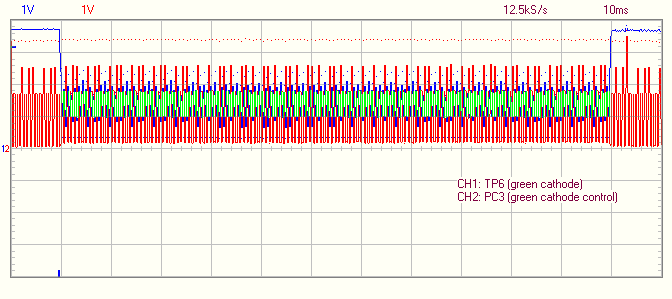 1V 1V 12.5kS/s 10ms
12
CH1: TP6 (green cathode)
CH2: PC3 (green cathode control)